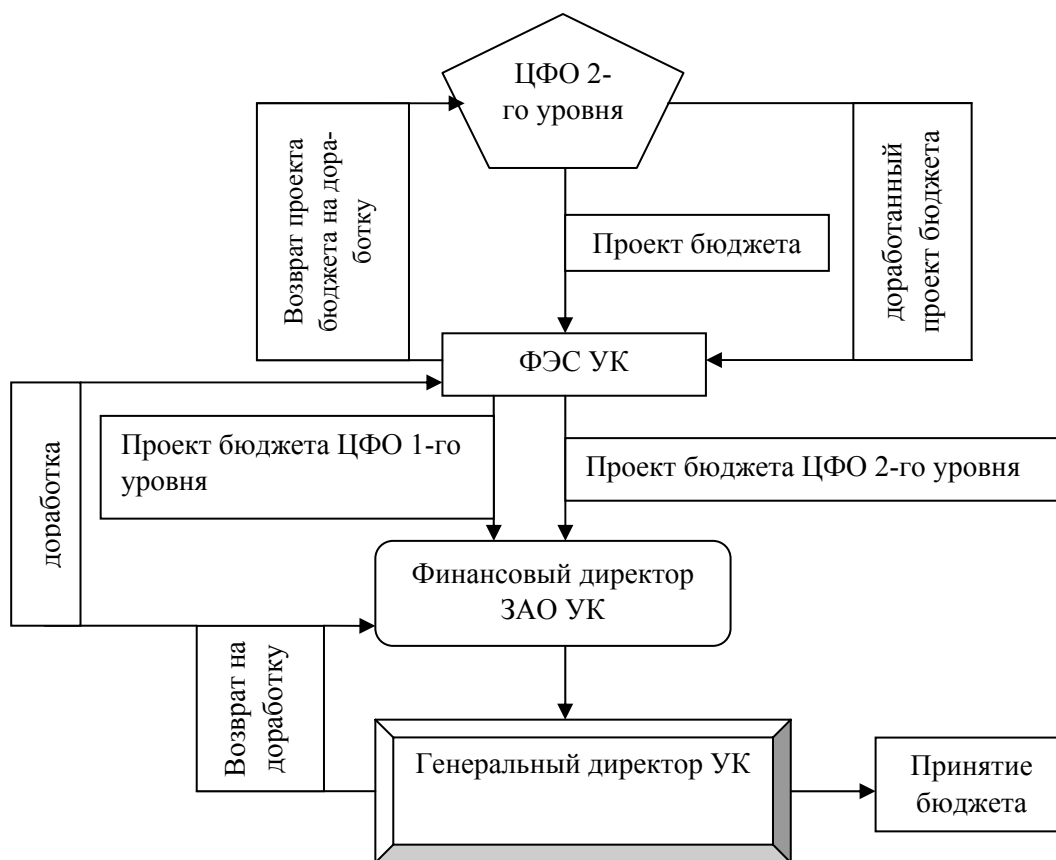 ЦФО 2-
го уровня
Возврат проекта
бюджета на дора-
ботку
Проект бюджета
доработанный
проект бюджета
ФЭС УК
доработка
Проект бюджета ЦФО 1-го
уровня
Проект бюджета ЦФО 2-го уровня
Финансовый директор
ЗАО УК
Возврат на
доработку
Генеральный директор УК
Принятие
бюджета